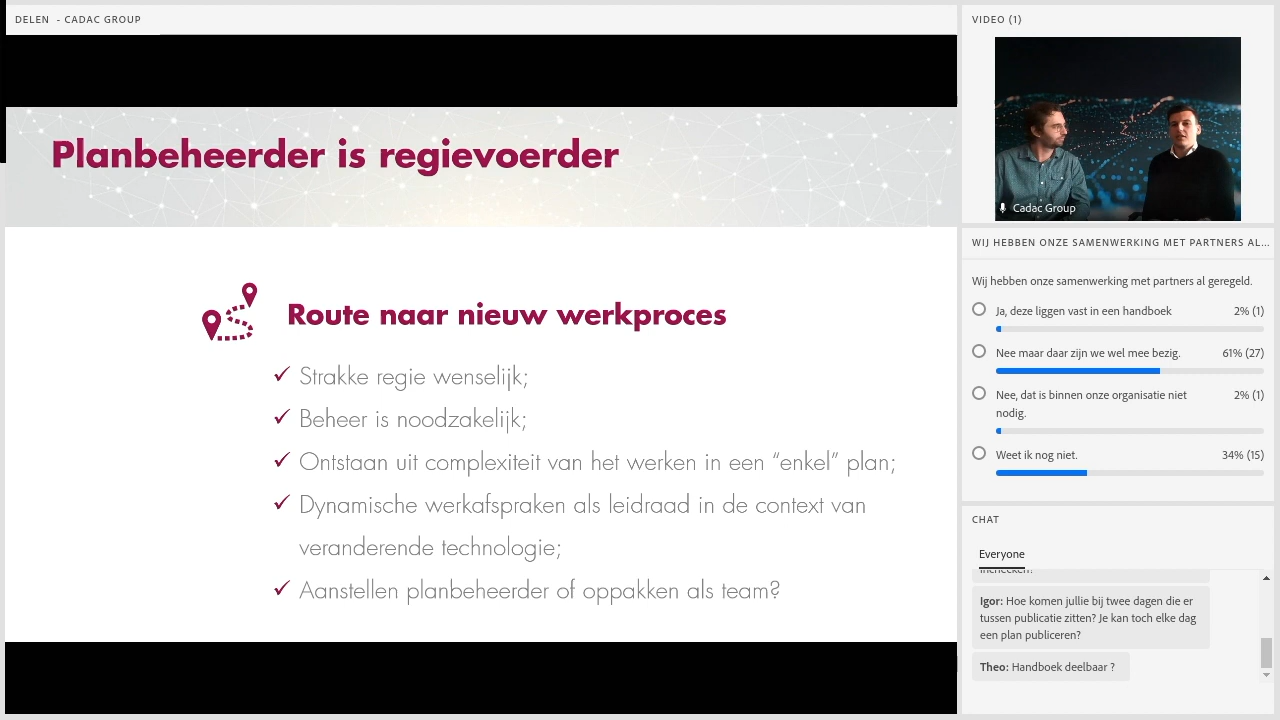 DELEN - CADAC GROUP
Planbeheerder is regievoerder
Route naar nieuw werkproces
Strakke regie wenselijk;
Beheer is noodzakelijk;
Ontstaan uit complexiteit van het werken in een “enkel” plan;
Dynamische werkafspraken als leidraad in de context van
veranderende technologie;
Aanstellen planbeheerder of oppakken als team?
VIDEO (1)
Cadac Group
WIJ HEBBEN ONZE SAMENWERKING MET PARTNERS AL...
Wij hebben onze samenwerking met partners al geregeld.
Ja, deze liggen vast in een handboek 2% (1)
Nee maar daar zijn we wel mee bezig. 61% (27)
Nee, dat is binnen onze organisatie niet 2% (1)
nodig.
Weet ik nog niet. 34% (15)
CHAT
Everyone
Igor: Hoe komen jullie bij twee dagen die er
tussen publicatie zitten? Je kan toch elke dag
een plan publiceren?
Theo: Handboek deelbaar ?